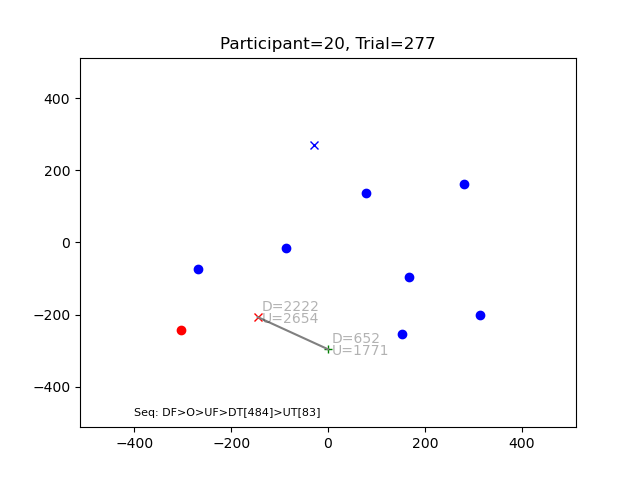 Participant=20, Trial=277
400
200
0
−200
−400
D=2222
U=2654
D=652
U=1771
Seq: DF>O>UF>DT[484]>UT[83]
−400
−200
0
200
400